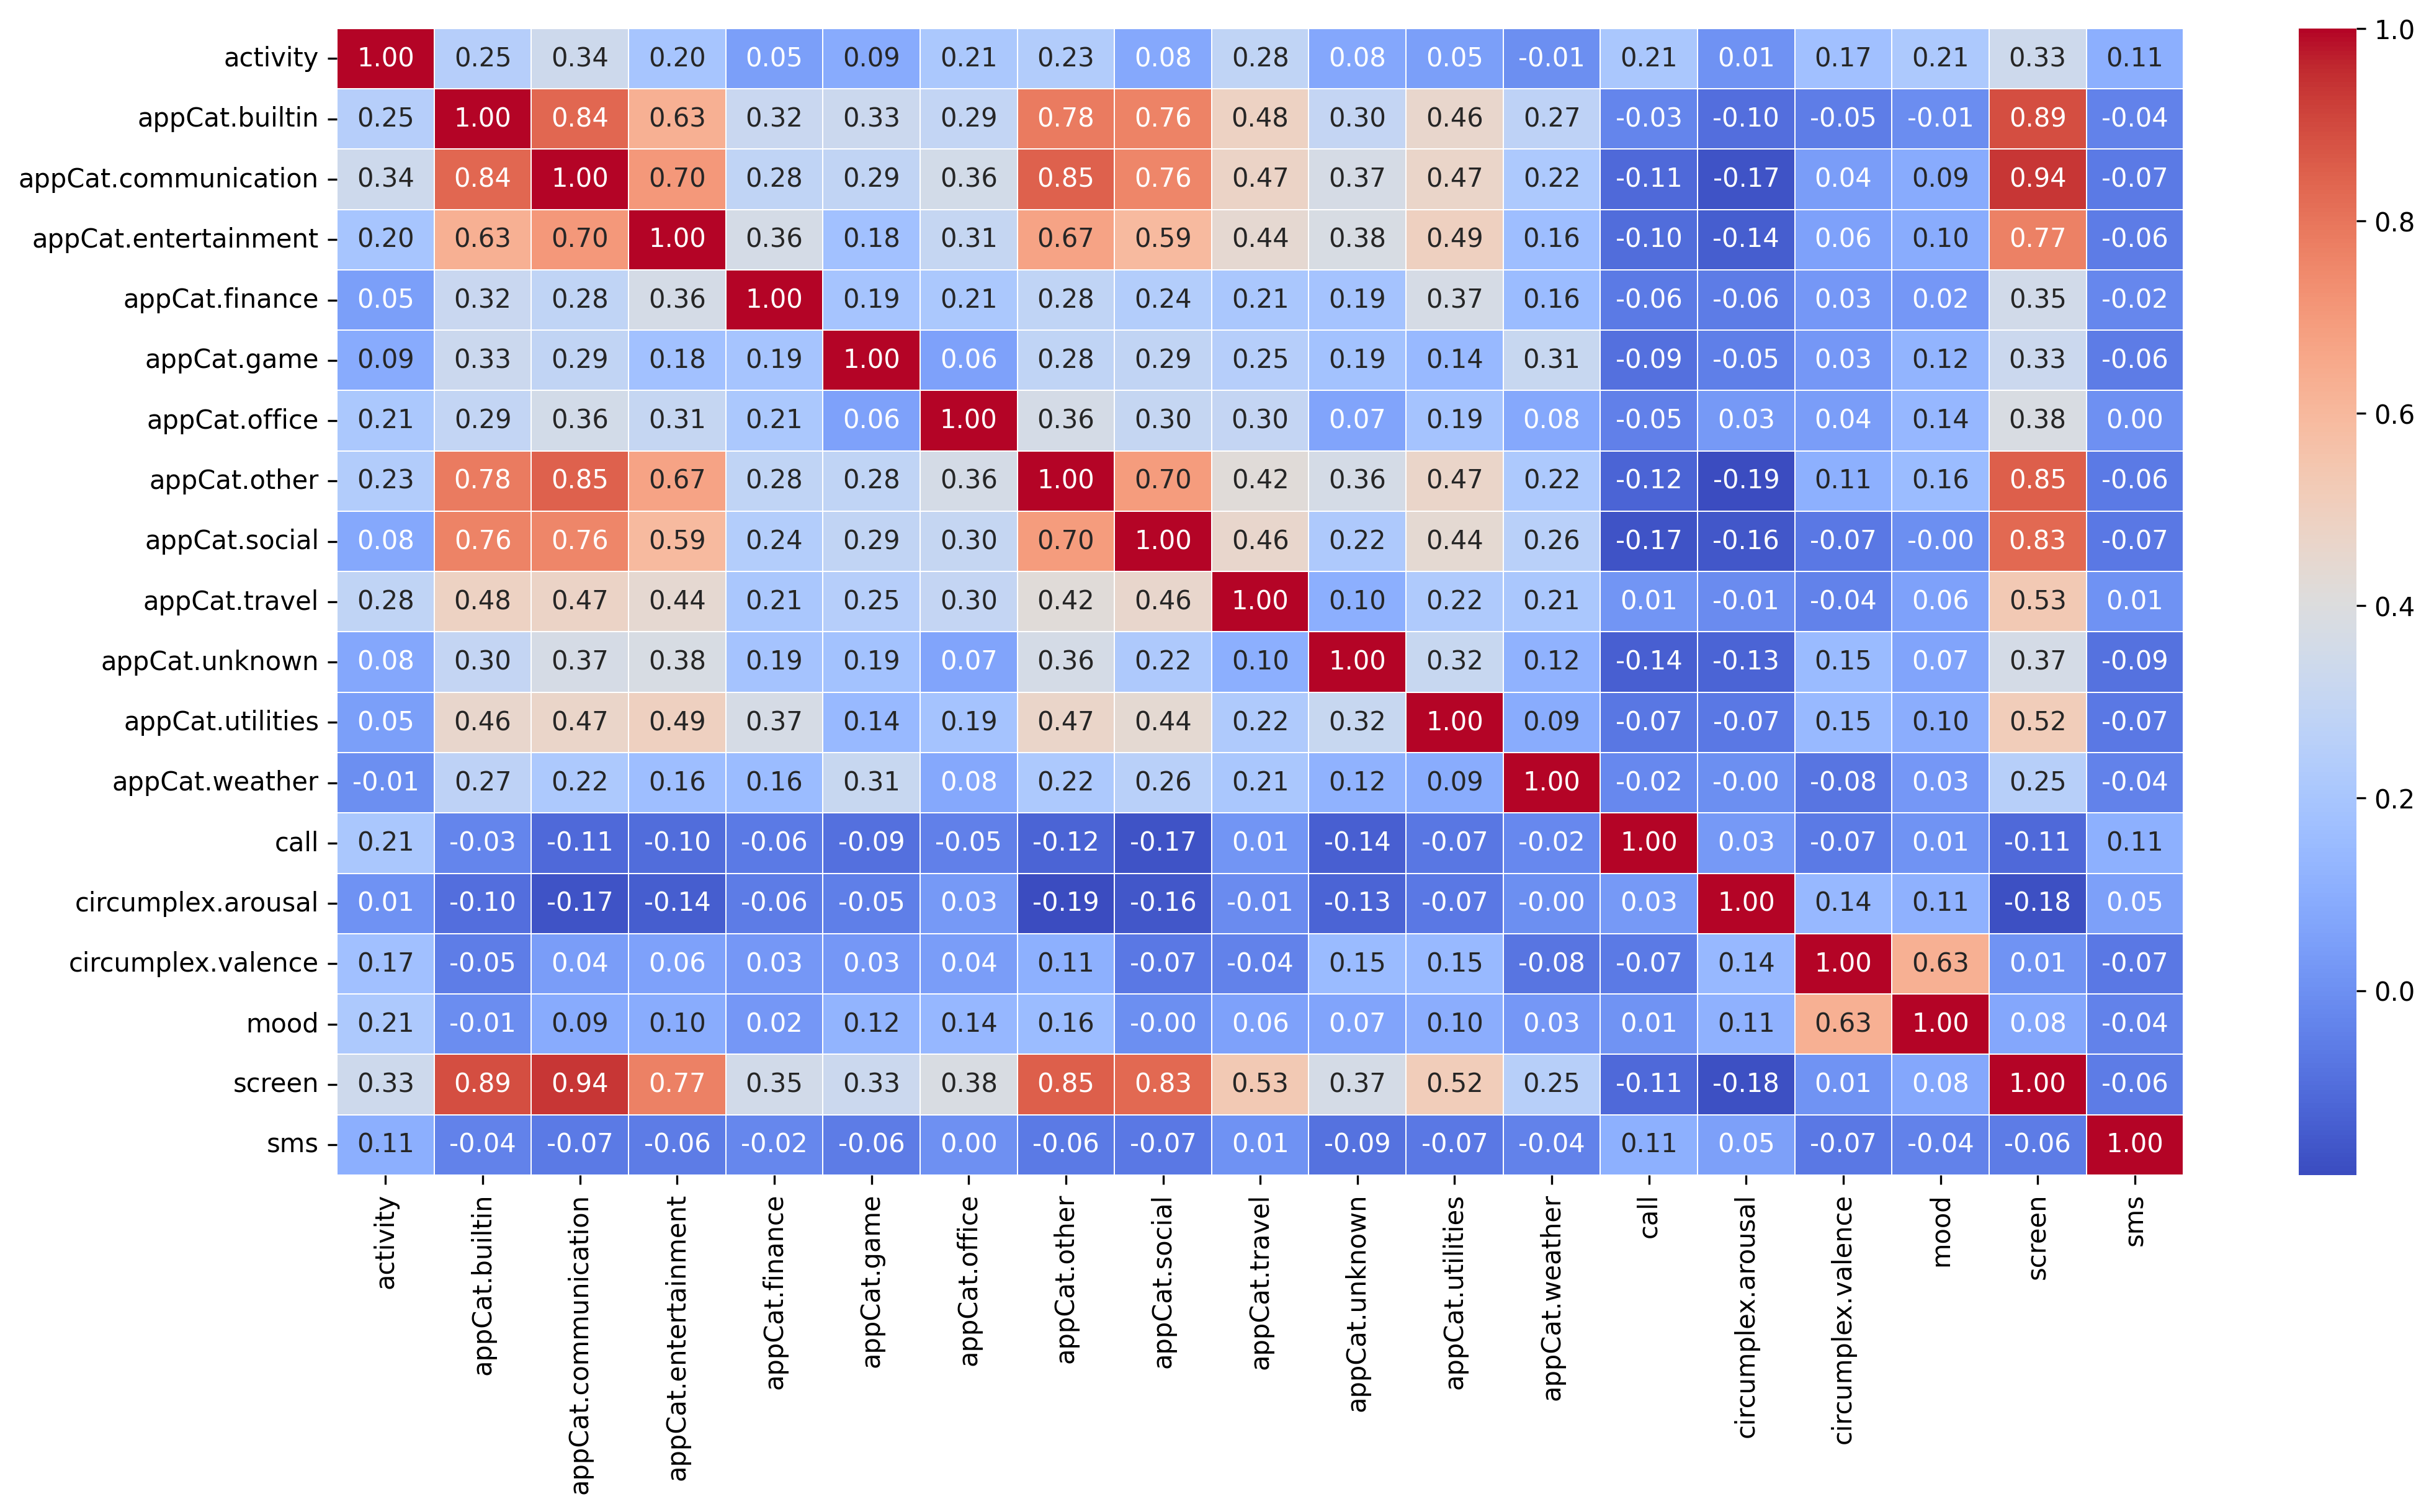 activity 1.00 0.25 0.34 0.20 0.05 0.09 0.21 0.23 0.08 0.28 0.08 0.05 -0.01 0.21 0.01 0.17 0.21 0.33 0.11
appCat.builtin 0.25 1.00 0.84 0.63 0.32 0.33 0.29 0.78 0.76 0.48 0.30 0.46 0.27 -0.03 -0.10 -0.05 -0.01 0.89 -0.04
appCat.communication 0.34 0.84 1.00 0.70 0.28 0.29 0.36 0.85 0.76 0.47 0.37 0.47 0.22 -0.11 -0.17 0.04 0.09 0.94 -0.07
appCat.entertainment 0.20 0.63 0.70 1.00 0.36 0.18 0.31 0.67 0.59 0.44 0.38 0.49 0.16 -0.10 -0.14 0.06 0.10 0.77 -0.06
appCat.finance 0.05 0.32 0.28 0.36 1.00 0.19 0.21 0.28 0.24 0.21 0.19 0.37 0.16 -0.06 -0.06 0.03 0.02 0.35 -0.02
appCat.game 0.09 0.33 0.29 0.18 0.19 1.00 0.06 0.28 0.29 0.25 0.19 0.14 0.31 -0.09 -0.05 0.03 0.12 0.33 -0.06
appCat.office 0.21 0.29 0.36 0.31 0.21 0.06 1.00 0.36 0.30 0.30 0.07 0.19 0.08 -0.05 0.03 0.04 0.14 0.38 0.00
appCat.other 0.23 0.78 0.85 0.67 0.28 0.28 0.36 1.00 0.70 0.42 0.36 0.47 0.22 -0.12 -0.19 0.11 0.16 0.85 -0.06
appCat.social 0.08 0.76 0.76 0.59 0.24 0.29 0.30 0.70 1.00 0.46 0.22 0.44 0.26 -0.17 -0.16 -0.07 -0.00 0.83 -0.07
appCat.travel 0.28 0.48 0.47 0.44 0.21 0.25 0.30 0.42 0.46 1.00 0.10 0.22 0.21 0.01 -0.01 -0.04 0.06 0.53 0.01
appCat.unknown 0.08 0.30 0.37 0.38 0.19 0.19 0.07 0.36 0.22 0.10 1.00 0.32 0.12 -0.14 -0.13 0.15 0.07 0.37 -0.09
appCat.utilities 0.05 0.46 0.47 0.49 0.37 0.14 0.19 0.47 0.44 0.22 0.32 1.00 0.09 -0.07 -0.07 0.15 0.10 0.52 -0.07
appCat.weather -0.01 0.27 0.22 0.16 0.16 0.31 0.08 0.22 0.26 0.21 0.12 0.09 1.00 -0.02 -0.00 -0.08 0.03 0.25 -0.04
call 0.21 -0.03 -0.11 -0.10 -0.06 -0.09 -0.05 -0.12 -0.17 0.01 -0.14 -0.07 -0.02 1.00 0.03 -0.07 0.01 -0.11 0.11
circumplex.arousal 0.01 -0.10 -0.17 -0.14 -0.06 -0.05 0.03 -0.19 -0.16 -0.01 -0.13 -0.07 -0.00 0.03 1.00 0.14 0.11 -0.18 0.05
circumplex.valence 0.17 -0.05 0.04 0.06 0.03 0.03 0.04 0.11 -0.07 -0.04 0.15 0.15 -0.08 -0.07 0.14 1.00 0.63 0.01 -0.07
mood 0.21 -0.01 0.09 0.10 0.02 0.12 0.14 0.16 -0.00 0.06 0.07 0.10 0.03 0.01 0.11 0.63 1.00 0.08 -0.04
screen 0.33 0.89 0.94 0.77 0.35 0.33 0.38 0.85 0.83 0.53 0.37 0.52 0.25 -0.11 -0.18 0.01 0.08 1.00 -0.06
sms 0.11 -0.04 -0.07 -0.06 -0.02 -0.06 0.00 -0.06 -0.07 0.01 -0.09 -0.07 -0.04 0.11 0.05 -0.07 -0.04 -0.06 1.00
activity
appCat.builtin
appCat.communication
appCat.entertainment
appCat.finance
appCat.game
appCat.office
appCat.other
appCat.social
appCat.travel
appCat.unknown
appCat.utilities
appCat.weather
call
circumplex.arousal
circumplex.valence
mood
screen
sms
1.0
0.8
0.6
0.4
0.2
0.0